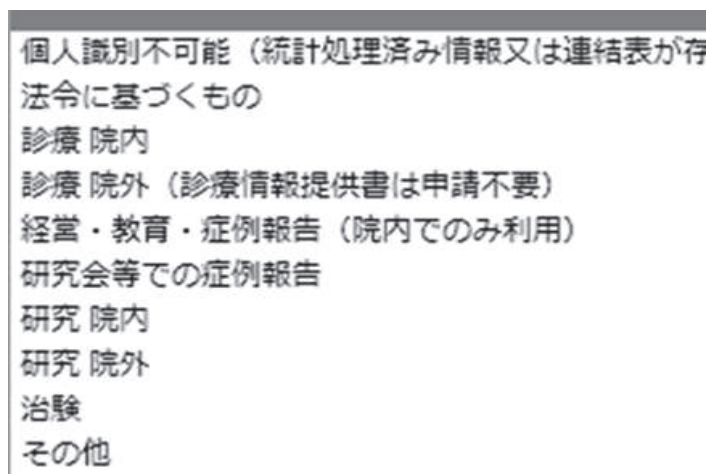 個人識別不可能（統計処理済み情報又は連結表が存
法令に基づくもの
診療 院内
診療 院外（診療情報提供書は申請不要）
経営・教育・症例報告（院内でのみ利用）
研究会等での症例報告
研究 院内
研究 院外
治験
その他